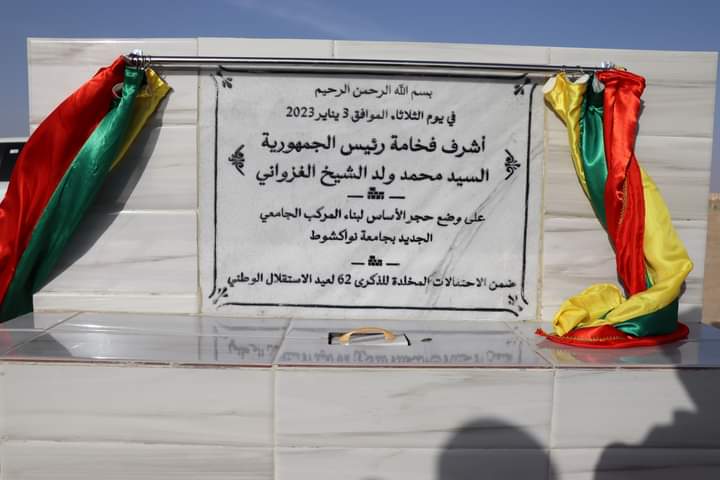 بسم الله الرحمن الرحيم
في يوم الثلاثاء الموافق 3 يناير 2023
أشرف فخامة رئيس الجمهورية
السيد محمد ولد الشيخ الغزواني
على وضع حجر الأساس لبناء المركب الجامعي
الجديد بجامعة نواكشوط
ضمن الاحتفالات المخلدة للذكرى 62 لعيد الاستقلال الوطني